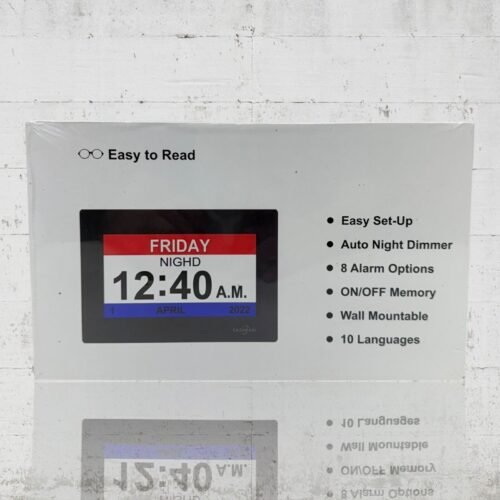 Easy to Read
FRIDAY
NIGHD
12:40 A.M.
1 APRIL 2022
Easy Set-Up
Auto Night Dimmer
8 Alarm Options
ON/OFF Memory
Wall Mountable
10 Languages